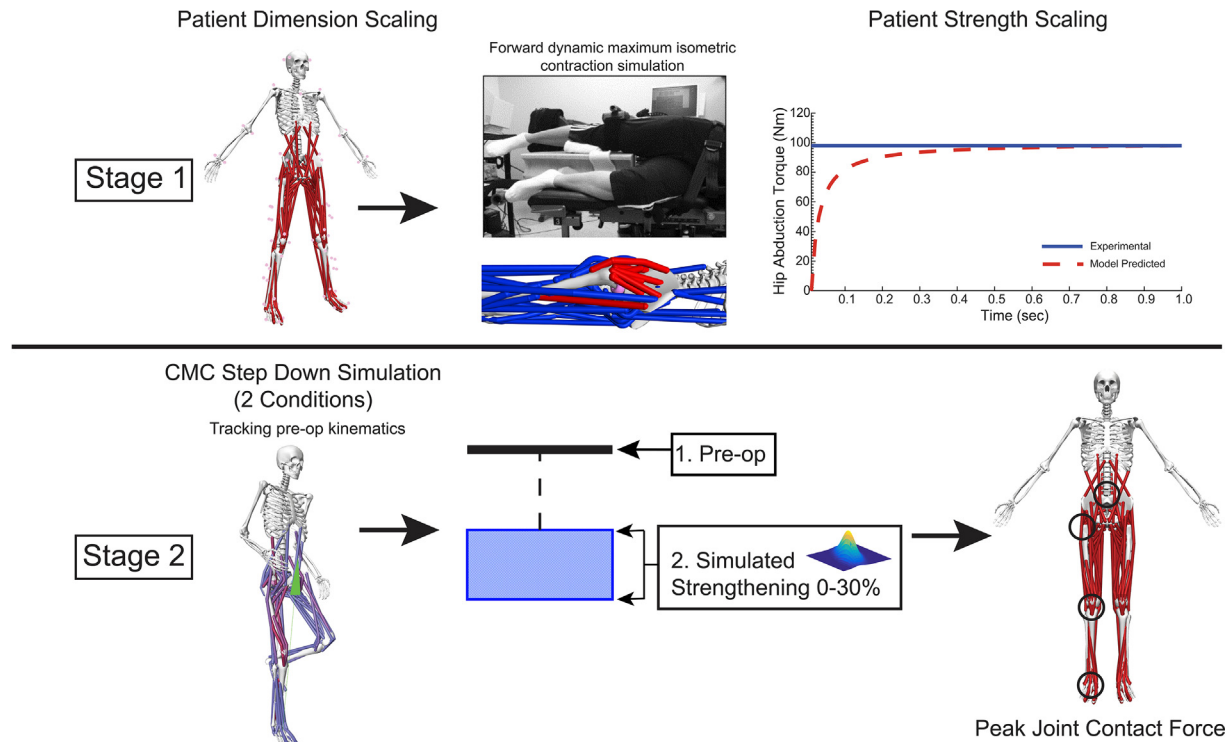 Patient Dimension Scaling
Patient Strength Scaling
Forward dynamic maximum isometric
contraction simulation
Stage 1
Hip Abduction Torque (Nm)
120
100
80
60
40
20
0
0.1 0.2 0.3 0.4 0.5 0.6 0.7 0.8 0.9 1.0
Time (sec)
Experimental
Model Predicted
CMC Step Down Simulation
(2 Conditions)
Tracking pre-op kinematics
Stage 2
1. Pre-op
2. Simulated
Strengthening 0-30%
Peak Joint Contact Force